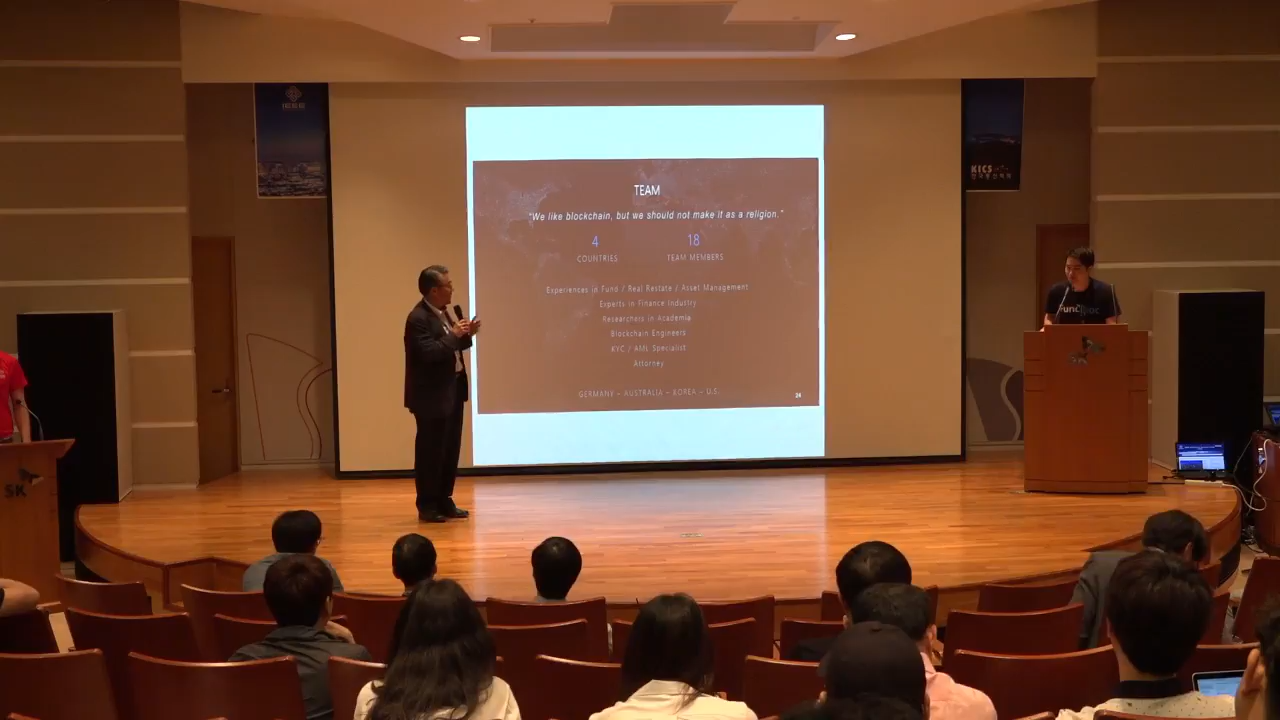 TEAM
"We like blockchain, but we should not make it as a religion."
4
18
COUNTRIES
TEAM MEMBERS
Experiences in Fund / Real Restate / Asset Management
Experts in Finance Industry
Researchers in Academia
Blockchain Engineers
KYC / AML Specialist
Attorney
GERMANY – AUSTRALIA – KOREA – U.S.
24
KICS
SK